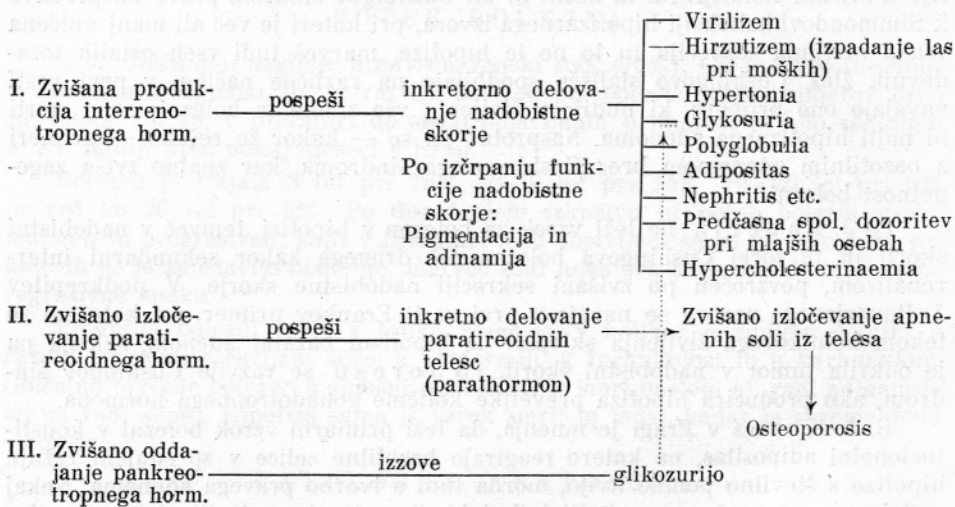 Virilizem
Hirzutizem (izpadanje las
pri moških)
I. Zvišana produk-
cija interreno-
tropnega horm,
pospeši
inkretorno delova-
nje nadobistne
skorje
Po izčrpanju funk-
cije nadobistne
skorje:
Pigmentacija in
adinamija
Hypertonia
Glykosuria
Polyglobulia
Adipositas
Nephritis etc.
Predčasna spol. dozoritev
pri mlajših osebah
Hypercholesterinaemia
II. Zvišano izloče-
vanje parati-
reoidnega horm,
pospeši
inkretno delovanje
paratireoidnih
telesc
(parathormon)
Zvišano izločevanje apne-
nih soli iz telesa
Osteoporosis
III. Zvišano odda-
janje pankreo-
tropnega horm.
izzove
glikozurijo